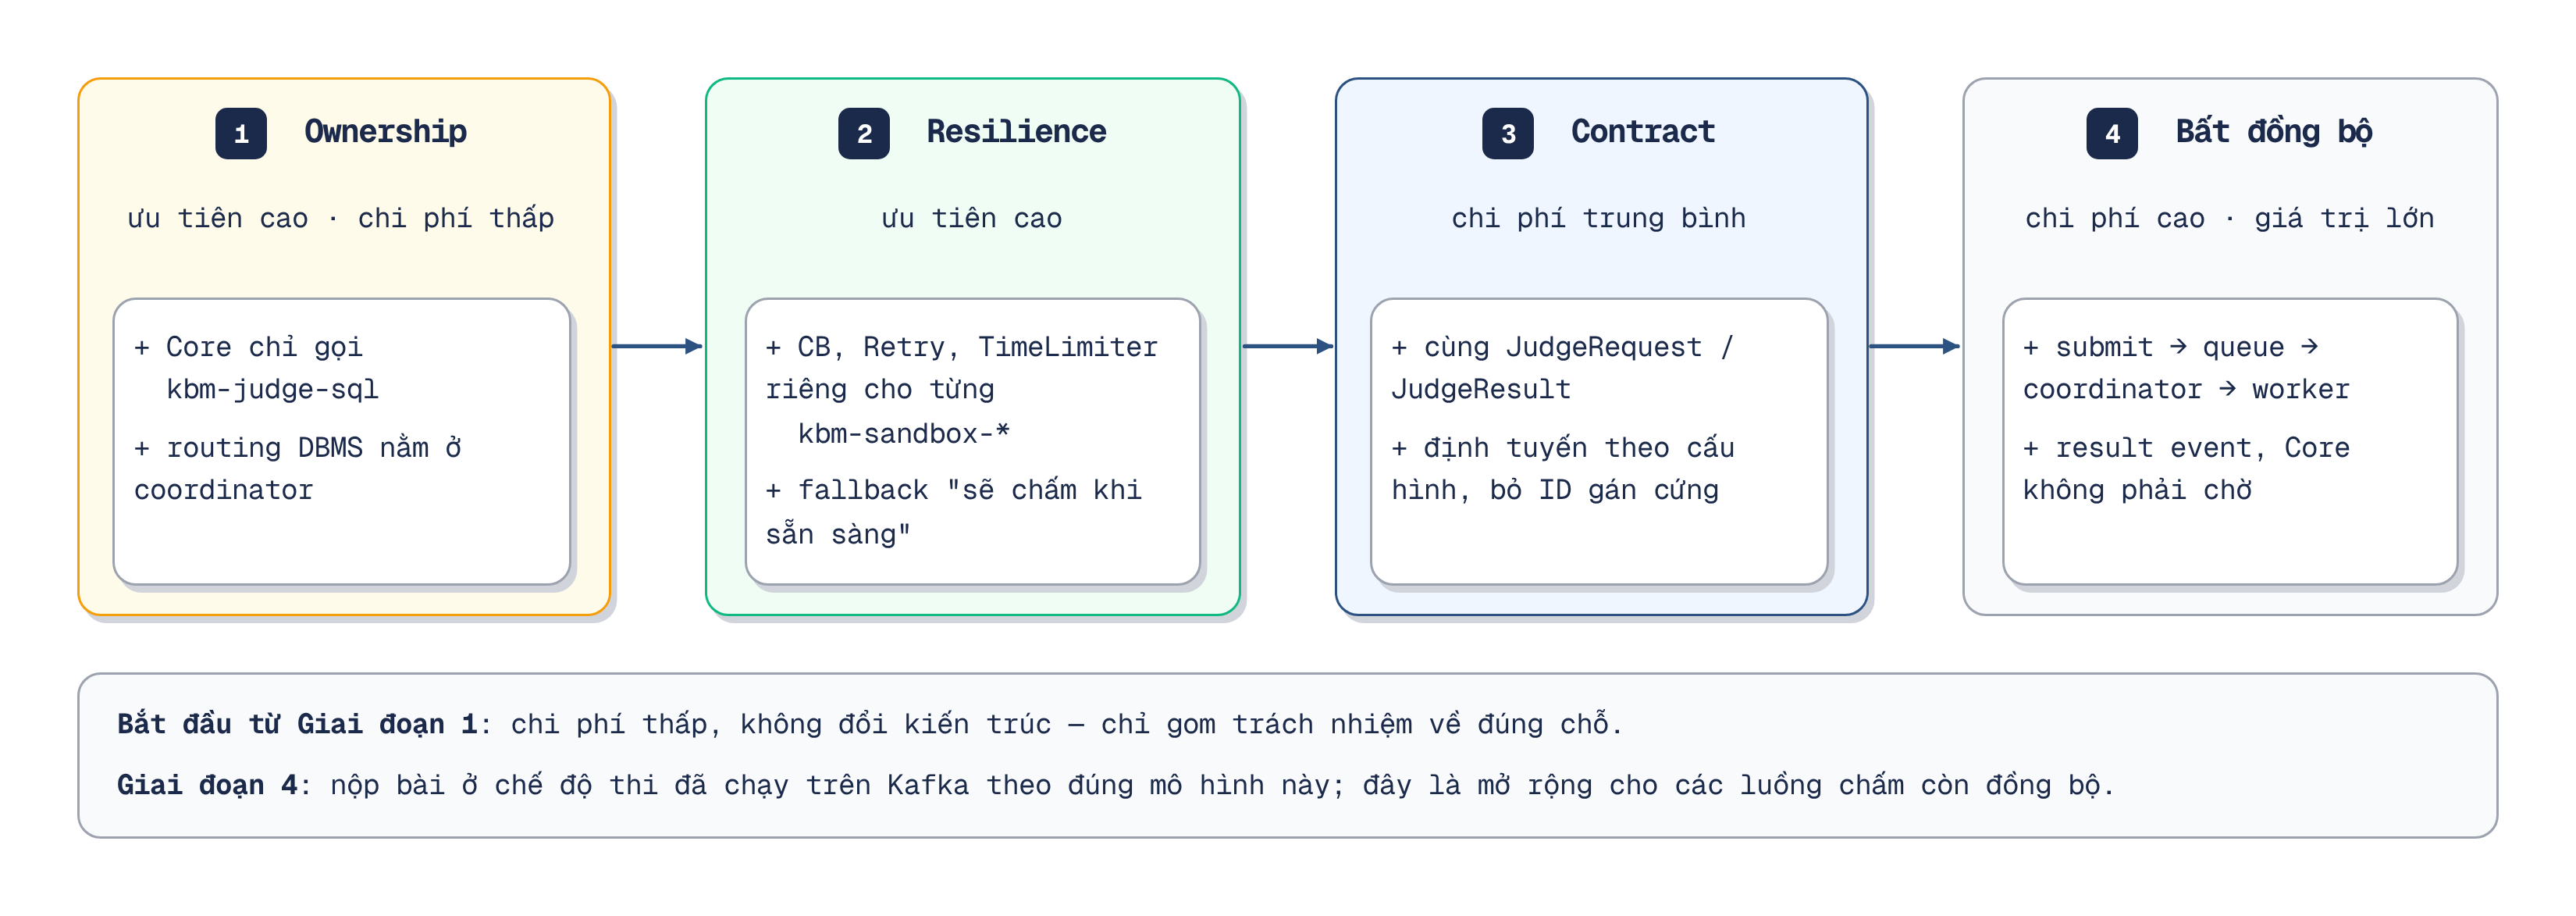 1 Ownership
ưu tiên cao · chi phí thấp
+ Core chỉ gọi
kbm-judge-sql
+ routing DBMS nằm ở
coordinator
2 Resilience
ưu tiên cao
+ CB, Retry, TimeLimiter
riêng cho từng
kbm-sandbox-*
+ fallback "sẽ chấm khi
sẵn sàng"
3 Contract
chi phí trung bình
+ cùng JudgeRequest /
JudgeResult
+ định tuyến theo cấu
hình, bỏ ID gán cứng
4 Bất đồng bộ
chi phí cao · giá trị lớn
+ submit → queue →
coordinator → worker
+ result event, Core
không phải chờ
Bắt đầu từ Giai đoạn 1: chi phí thấp, không đổi kiến trúc — chỉ gom trách nhiệm về đúng chỗ.
Giai đoạn 4: nộp bài ở chế độ thi đã chạy trên Kafka theo đúng mô hình này; đây là mở rộng cho các luồng chấm còn đồng bộ.